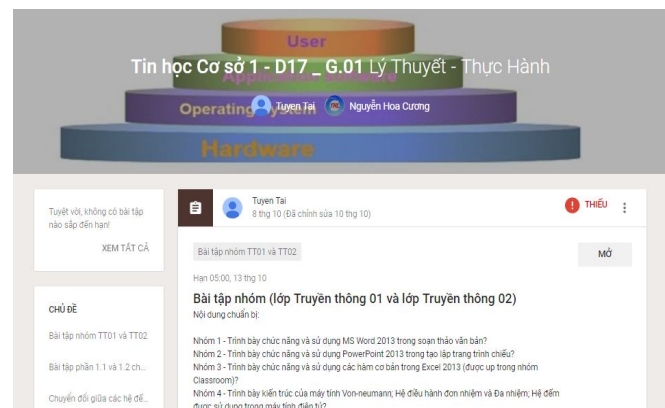 User
Tin học Cơ sở 1 - D17 _ G.01 Lý Thuyết - Thực Hành
Operating System
Tuyen Tai
Nguyễn Hoa Cương
Hardware
Tuyệt vời, không có bài tập
nào sắp đến hạn!
XEM TẤT CẢ
Tuyen Tai
8 thg 10 (Đã chỉnh sửa 10 thg 10)
THIẾU
Bài tập nhóm TT01 và TT02
MỞ
Hạn 05:00, 13 thg 10
Bài tập nhóm (lớp Truyền thông 01 và lớp Truyền thông 02)
Nội dung chuẩn bị:
Nhóm 1 - Trình bày chức năng và sử dụng MS Word 2013 trong soạn thảo văn bản?
Nhóm 2 - Trình bày chức năng và sử dụng PowerPoint 2013 trong tạo lập trang trình chiếu?
Nhóm 3 - Trình bày chức năng và sử dụng các hàm cơ bản trong Excel 2013 (được up trong nhóm
Classroom)?
Nhóm 4 - Trình bày kiến trúc của máy tính Von-neumann; Hệ điều hành đơn nhiệm và Đa nhiệm; Hệ đếm
được sử dụng trong máy tính điện tử?
CHỦ ĐỀ
Bài tập nhóm TT01 và TT02
Bài tập phần 1.1 và 1.2 ch...
Chuyển đổi giữa các hệ đế...